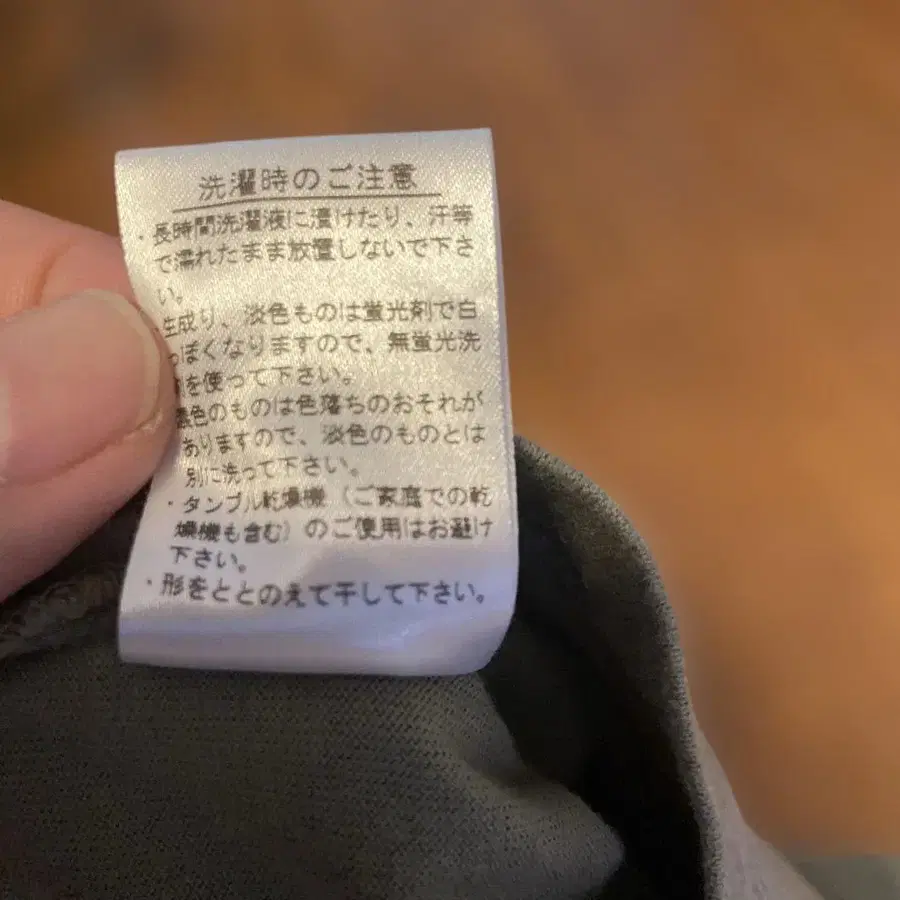 洗濯時のご注意
・長時間洗濯液に漬けたり、汗等
で濡れたまま放置しないで下さ
い。
・生成り、淡色ものは蛍光剤で白
っぽくなりますので、無蛍光洗
を使って下さい。
濃色のものは色落ちのおそれが
ありますので、淡色のものとは
別に洗って下さい。
・タンブル乾燥機（ご家庭での乾
燥機も含む）のご使用はお避け
下さい。
・形をととのえて干して下さい。